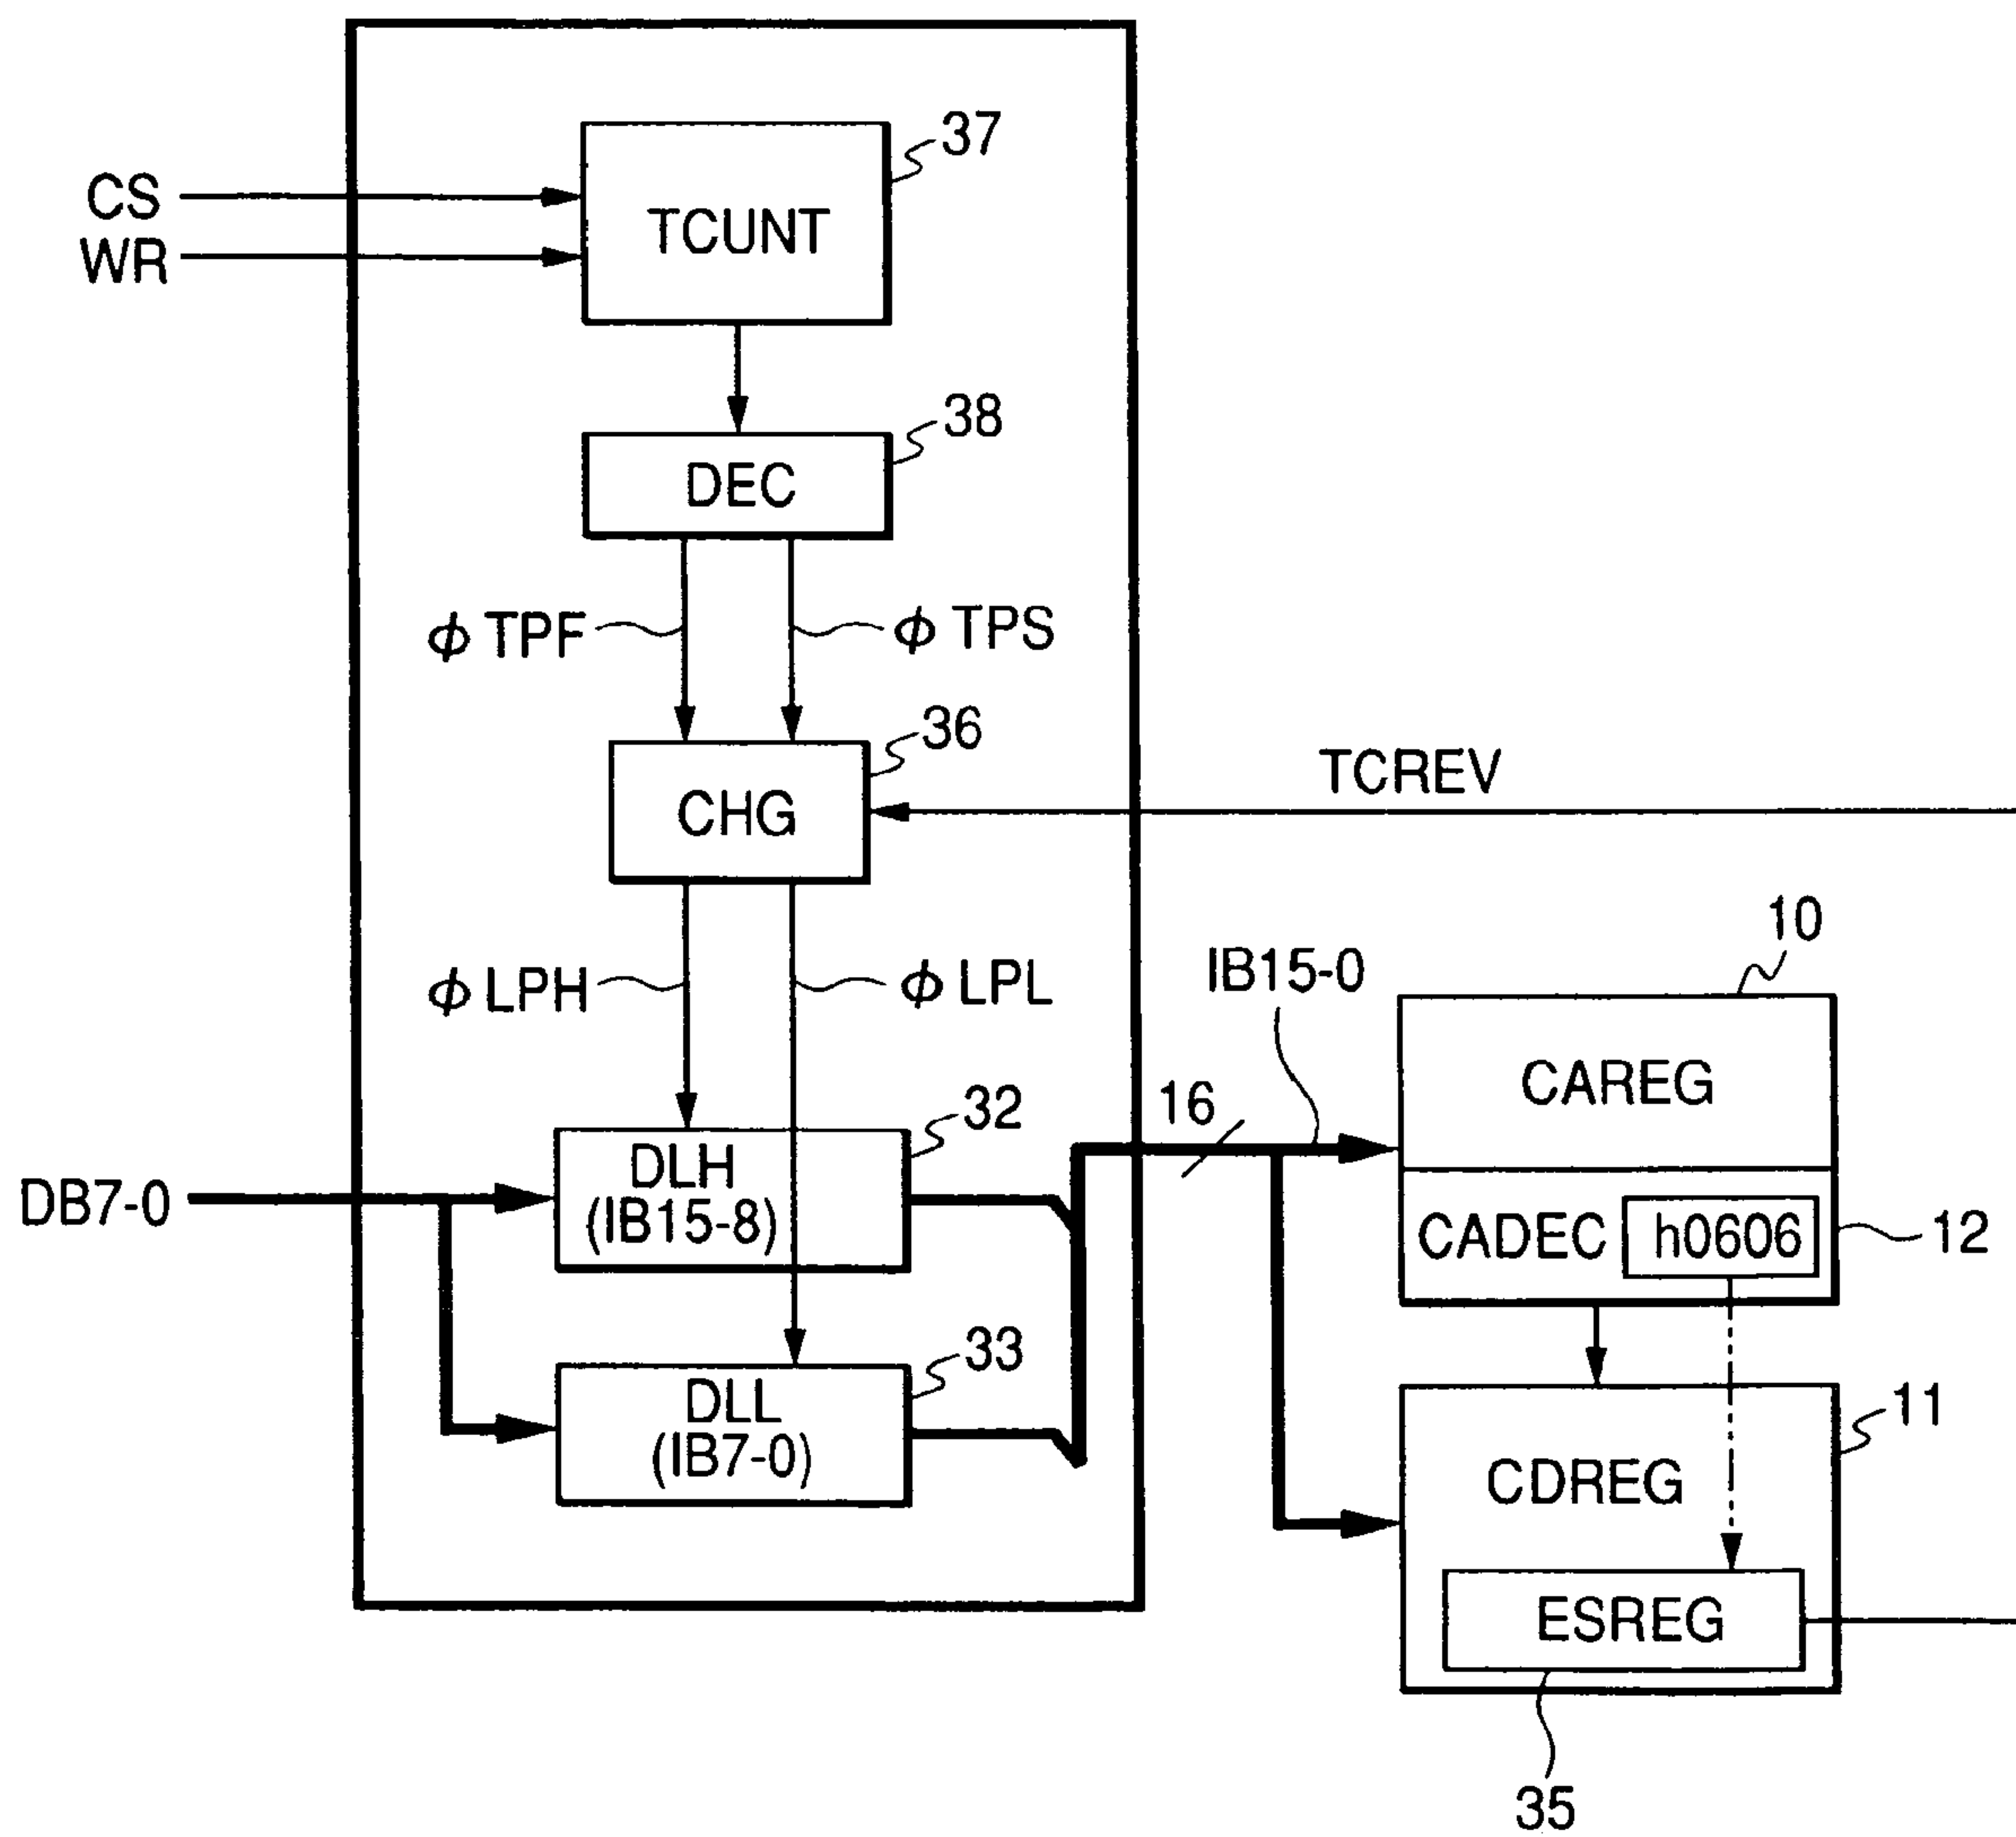 37
CS
WR
TCUNT
38
DEC
ϕ TPF
ϕ TPS
36
CHG
TCREV
10
ϕ LPH
ϕ LPL
IB15-0
CAREG
16
32
DLH
(IB15-8)
DB7-0
CADEC
h0606
12
33
DLL
(IB7-0)
11
CDREG
ESREG
35